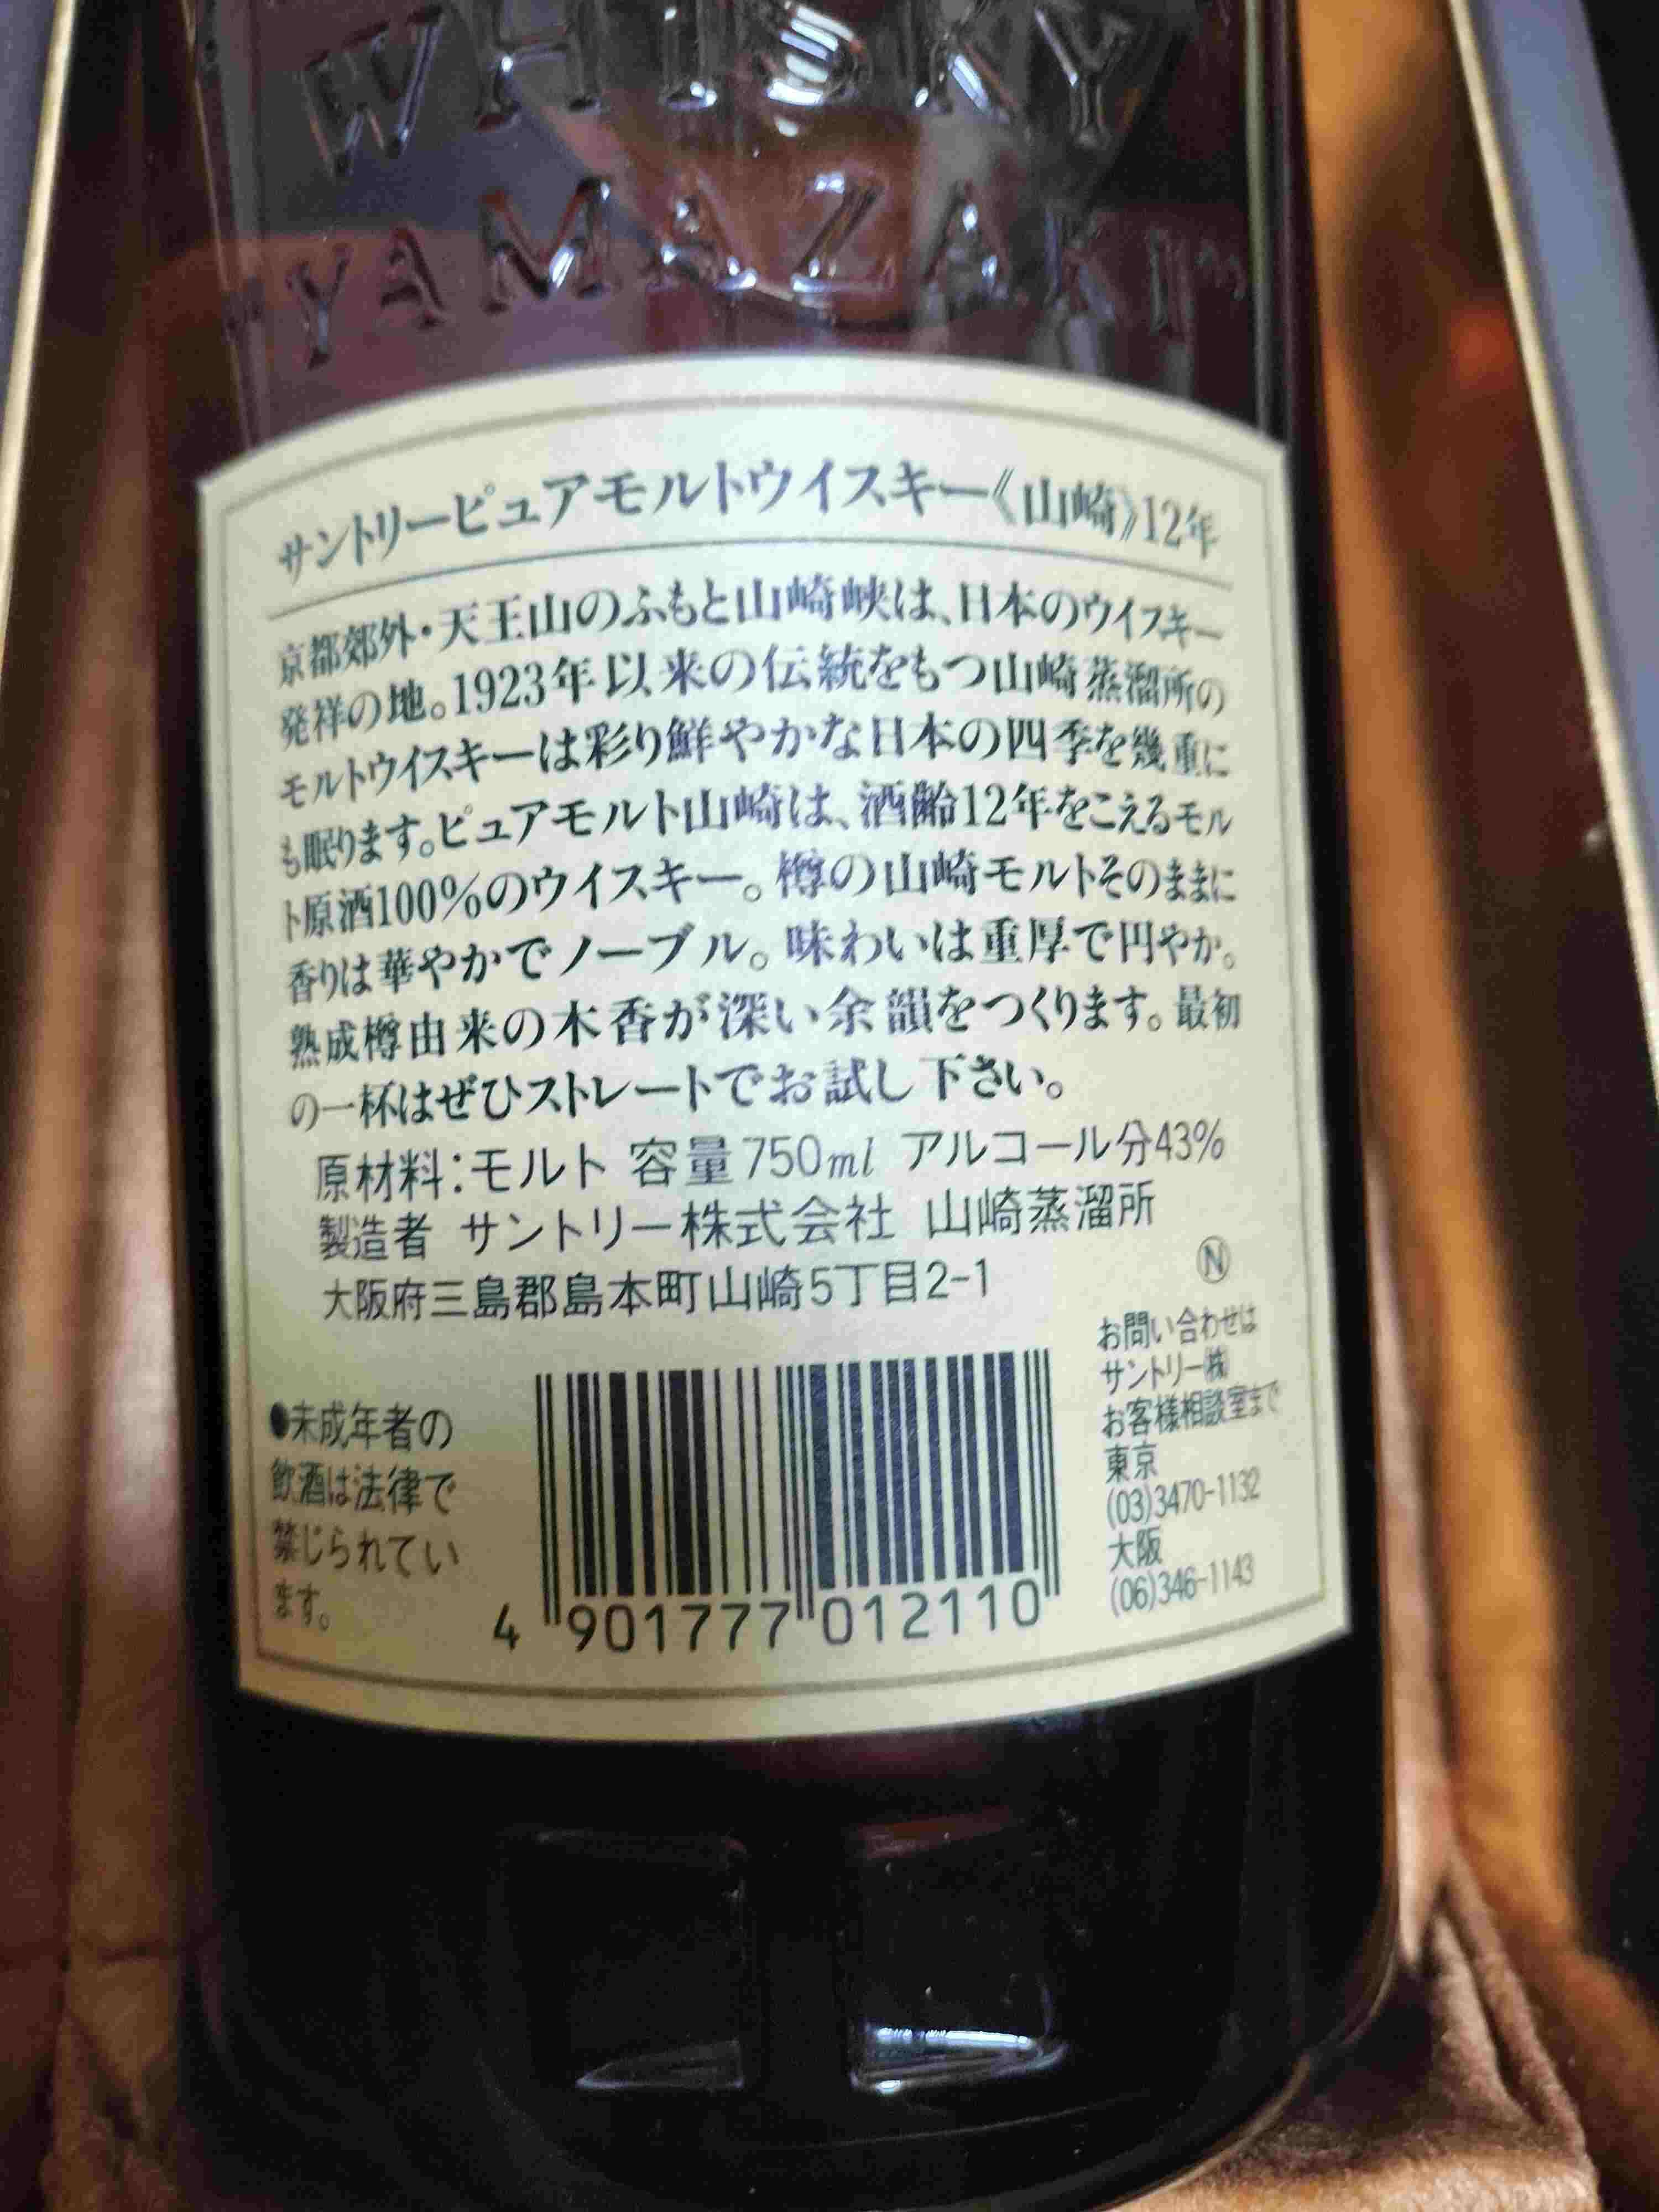 WHISKY
"YAMAZAKI"
サントリーピュアモルトウイスキー《山崎》12年
京都郊外・天王山のふもと山崎峡は、日本のウイスキー
発祥の地。1923年以来の伝統をもつ山崎蒸溜所の
モルトウイスキーは彩り鮮やかな日本の四季を幾重に
も眠ります。ピュアモルト山崎は、酒齢12年をこえるモル
ト原酒100%のウイスキー。樽の山崎モルトそのままに
香りは華やかでノーブル。味わいは重厚で円やか。
熟成樽由来の木香が深い余韻をつくります。最初
の一杯はぜひストレートでお試し下さい。
原材料:モルト 容量750ml アルコール分43%
製造者 サントリー株式会社 山崎蒸溜所
大阪府三島郡島本町山崎5丁目2-1
Ⓝ
●未成年者の
飲酒は法律で
禁じられてい
ます。
4 901777 012110
お問い合わせは
サントリー㈱
お客様相談室まで
東京
(03)3470-1132
大阪
(06)346-1143